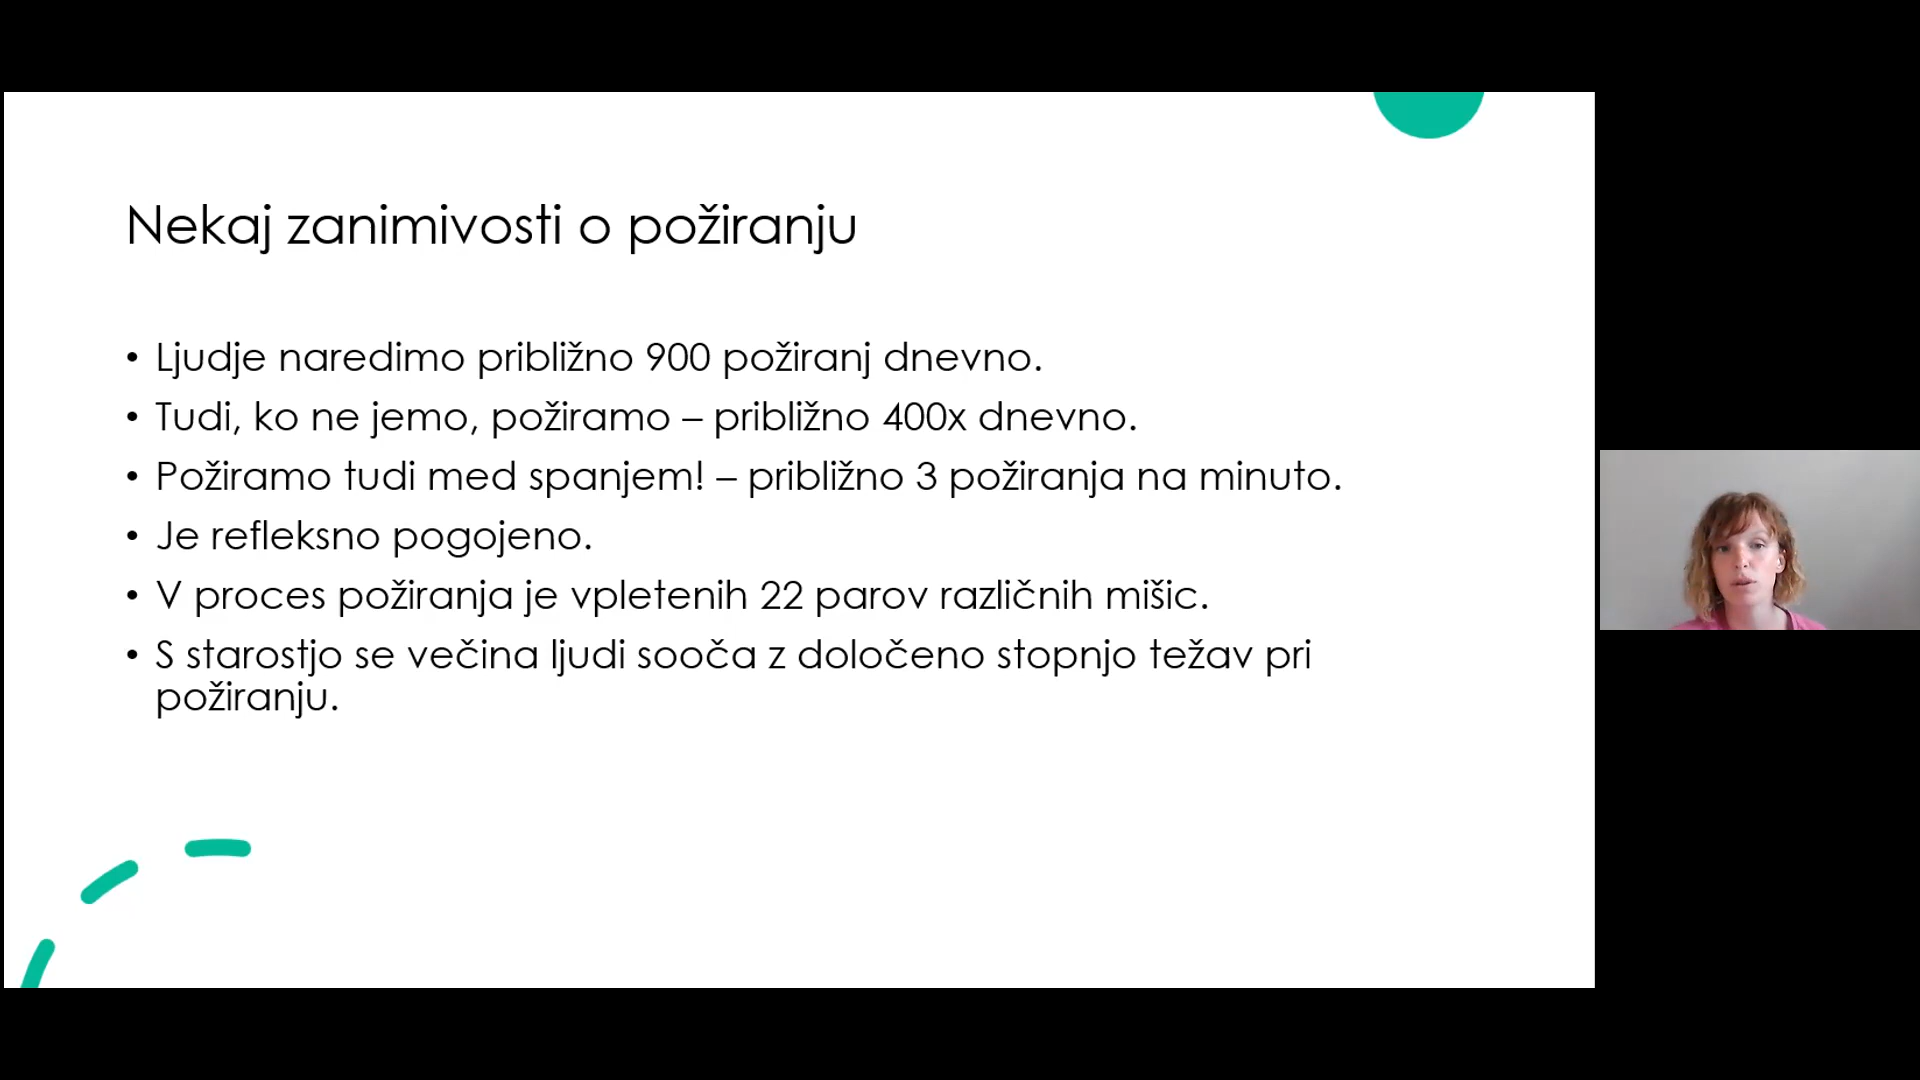 Nekaj zanimivosti o požiranju
• Ljudje naredimo približno 900 požiranj dnevno.
• Tudi, ko ne jemo, požiramo – približno 400x dnevno.
• Požiramo tudi med spanjem! – približno 3 požiranja na minuto.
• Je refleksno pogojeno.
• V proces požiranja je vpletenih 22 parov različnih mišic.
• S starostjo se večina ljudi sooča z določeno stopnjo težav pri
požiranju.